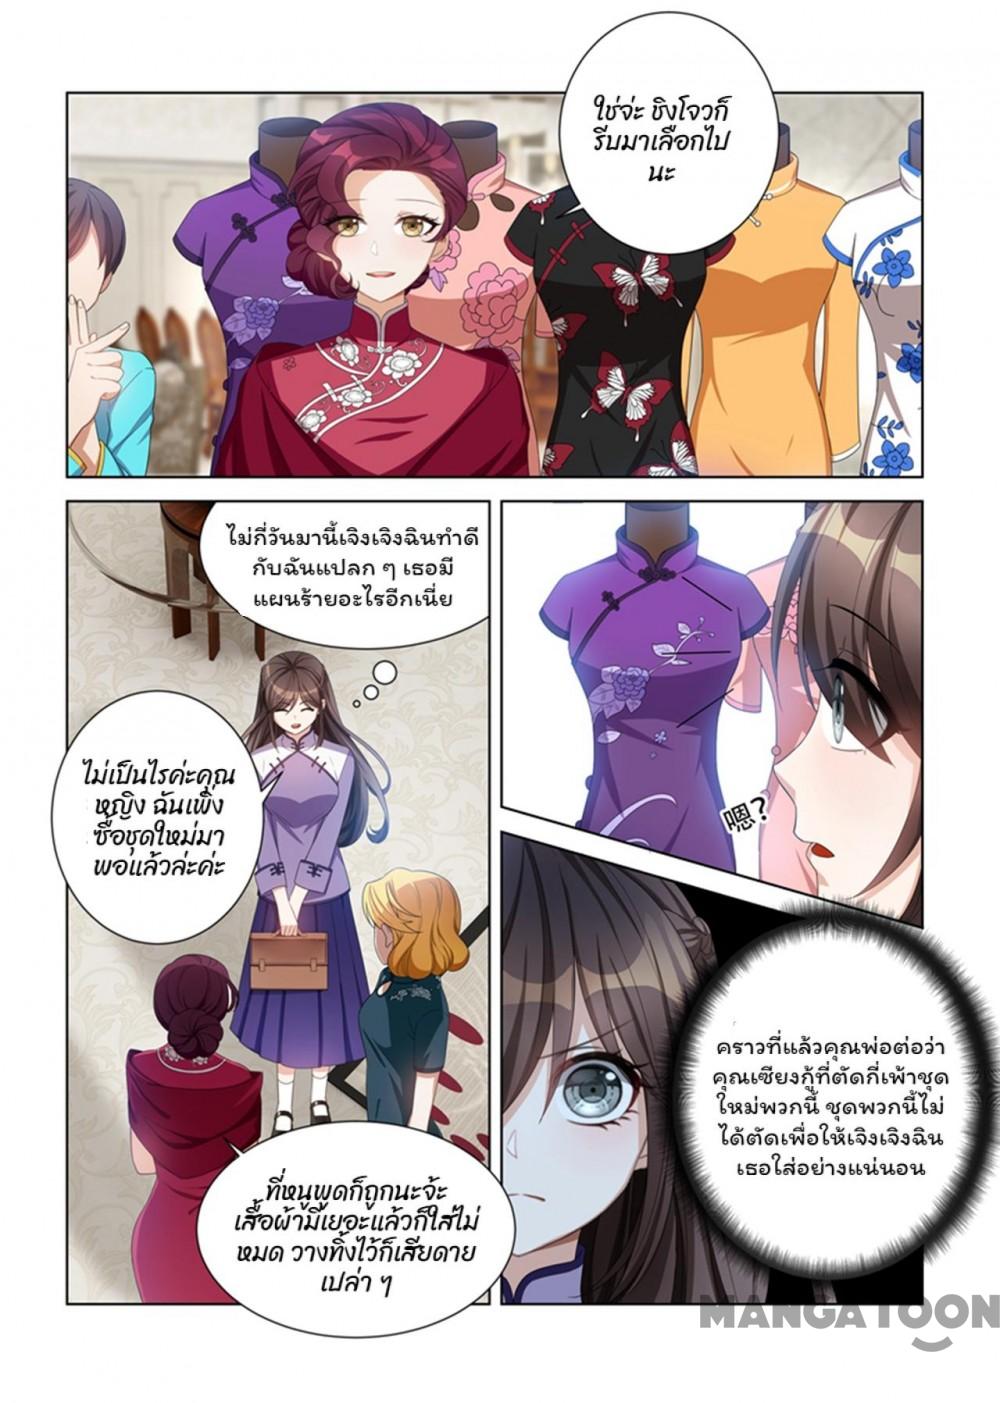 ใช่จ่ะ ชิงโจวก็
รีบมาเลือกไป
นะ
ไม่กี่วันมานี้เจิงเจิงฉินทำดี
กับฉันแปลก ๆ เธอมี
แผนร้ายอะไรอีกเนี่ย
ไม่เป็นไรค่ะคุณ
หญิง ฉันเพิ่ง
ซื้อชุดใหม่มา
พอแล้วล่ะค่ะ
嗯？
คราวที่แล้วคุณพ่อต่อว่า
คุณเซียงกู้ที่ตัดกี่เพ้าชุด
ใหม่พวกนี้ ชุดพวกนี้ไม่
ได้ตัดเพื่อให้เจิงเจิงฉิน
เธอใส่อย่างแน่นอน
ที่หนูพูดก็ถูกนะจ้ะ
เสื้อผ้ามีเยอะแล้วก็ใส่ไม่
หมด วางทิ้งไว้ก็เสียดาย
เปล่า ๆ
MANGATOON